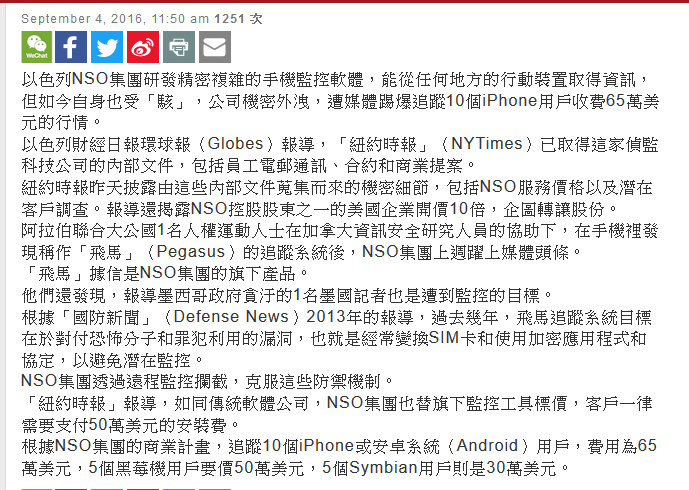 September 4, 2016, 11:50 am 1251 次
WeChat
以色列NSO集團研發精密複雜的手機監控軟體，能從任何地方的行動裝置取得資訊，
但如今自身也受「駭」，公司機密外洩，遭媒體踢爆追蹤10個iPhone用戶收費65萬美
元的行情。
以色列財經日報環球報（Globes）報導，「紐約時報」（NYTimes）已取得這家偵監
科技公司的內部文件，包括員工電郵通訊、合約和商業提案。
紐約時報昨天披露由這些內部文件蒐集而來的機密細節，包括NSO服務價格以及潛在
客戶調查。報導還揭露NSO控股股東之一的美國企業開價10倍，企圖轉讓股份。
阿拉伯聯合大公國1名人權運動人士在加拿大資訊安全研究人員的協助下，在手機裡發
現稱作「飛馬」（Pegasus）的追蹤系統後，NSO集團上週躍上媒體頭條。
「飛馬」據信是NSO集團的旗下產品。
他們還發現，報導墨西哥政府貪汙的1名墨國記者也是遭到監控的目標。
根據「國防新聞」（Defense News）2013年的報導，過去幾年，飛馬追蹤系統目標
在於對付恐怖分子和罪犯利用的漏洞，也就是經常變換SIM卡和使用加密應用程式和
協定，以避免潛在監控。
NSO集團透過遠程監控攔截，克服這些防禦機制。
「紐約時報」報導，如同傳統軟體公司，NSO集團也替旗下監控工具標價，客戶一律
需要支付50萬美元的安裝費。
根據NSO集團的商業計畫，追蹤10個iPhone或安卓系統（Android）用戶，費用為65
萬美元，5個黑莓機用戶要價50萬美元，5個Symbian用戶則是30萬美元。